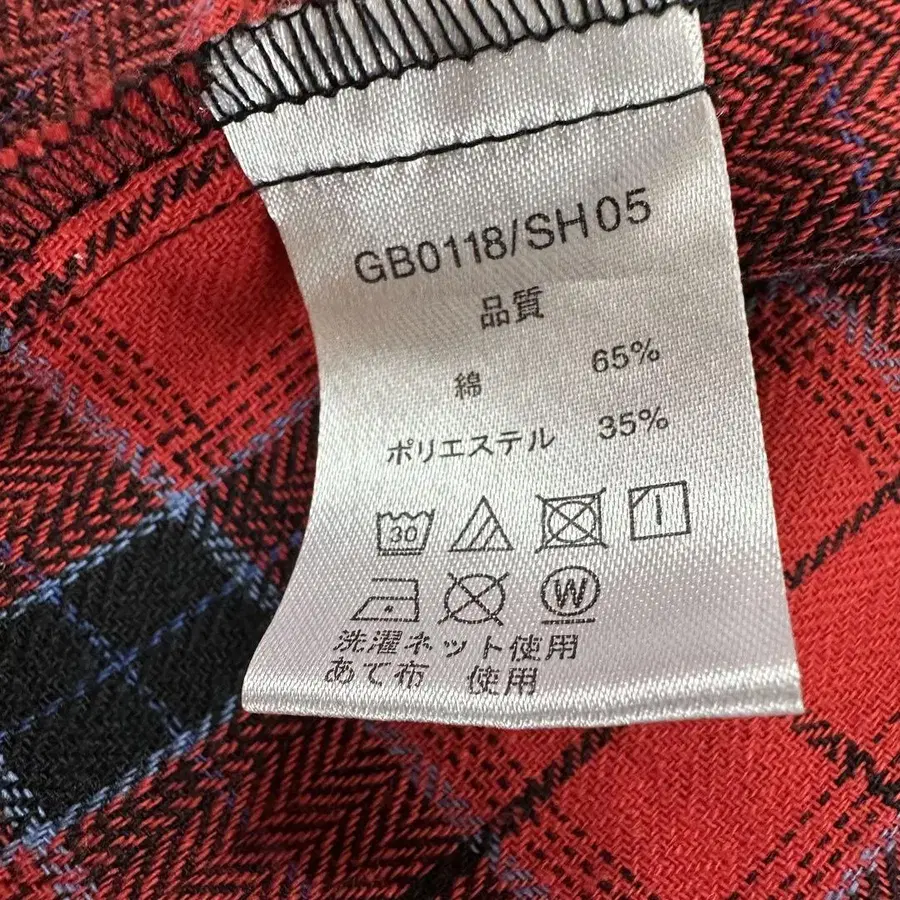 GB0118/SH05
品質
綿 65%
ポリエステル 35%
30
W
洗濯ネット使用
あて布 使用